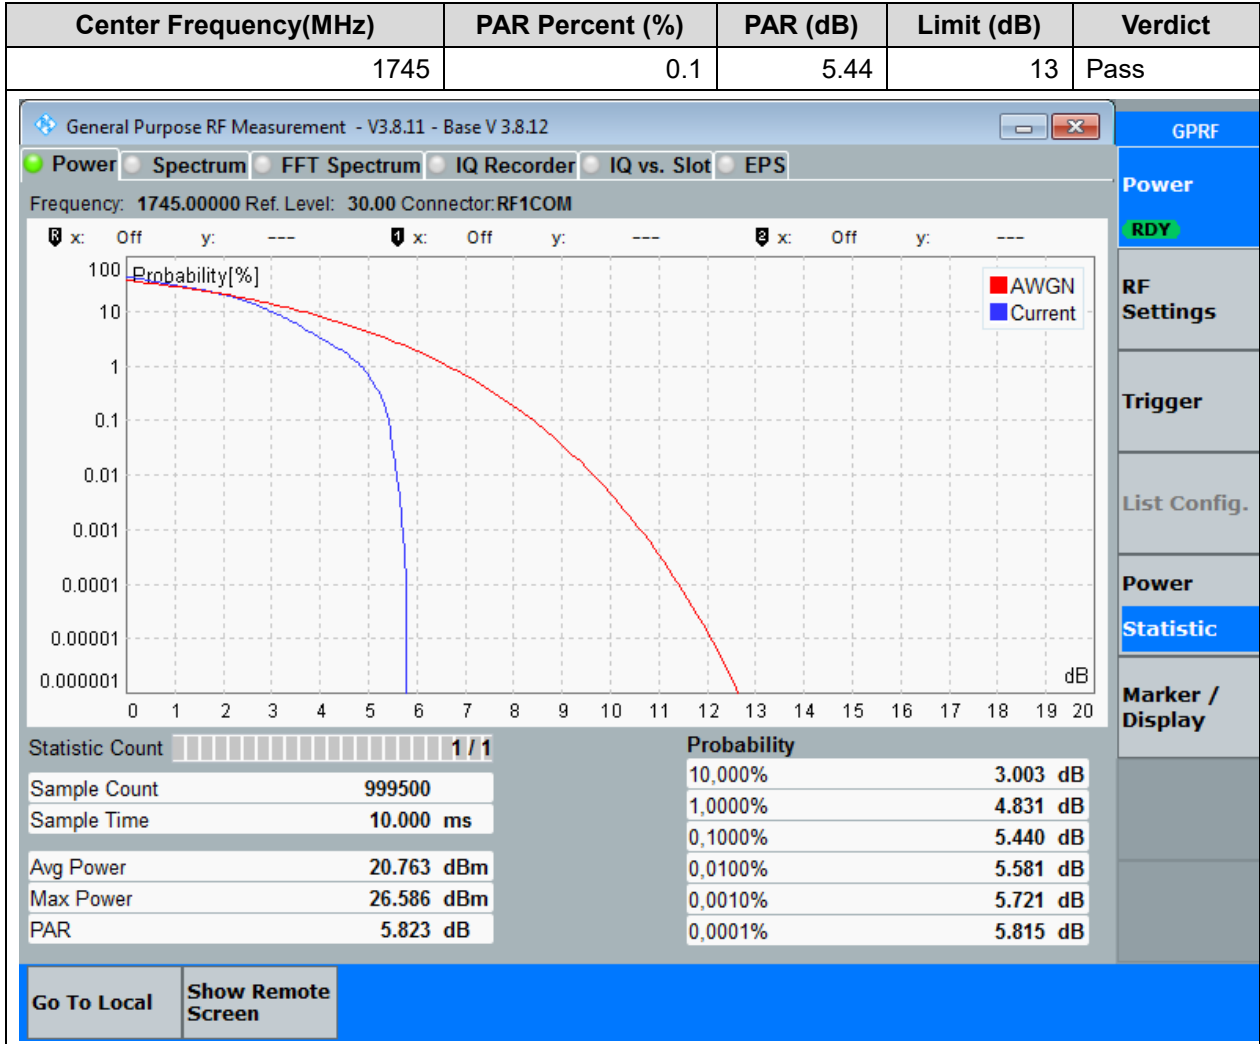 Center Frequency(MHz) PAR Percent (%) PAR (dB) Limit (dB) Verdict
1745 0.1 5.44 13 Pass
General Purpose RF Measurement - V3.8.11 - Base V 3.8.12
GPRF
Power Spectrum FFT Spectrum IQ Recorder IQ vs. Slot EPS
Frequency: 1745.00000 Ref. Level: 30.00 Connector: RF1COM
R x: Off y: --- 1 x: Off y: --- 2 x: Off y: ---
Probability[%]
AWGN
Current
100
10
1
0.1
0.01
0.001
0.0001
0.00001
0.000001
dB
0 1 2 3 4 5 6 7 8 9 10 11 12 13 14 15 16 17 18 19 20
Statistic Count 1 / 1
Sample Count 999500
Sample Time 10.000 ms
Avg Power 20.763 dBm
Max Power 26.586 dBm
PAR 5.823 dB
Probability
10,000% 3.003 dB
1,0000% 4.831 dB
0,1000% 5.440 dB
0,0100% 5.581 dB
0,0010% 5.721 dB
0,0001% 5.815 dB
Power
RDY
RF
Settings
Trigger
List Config.
Power
Statistic
Marker /
Display
Go To Local
Show Remote
Screen